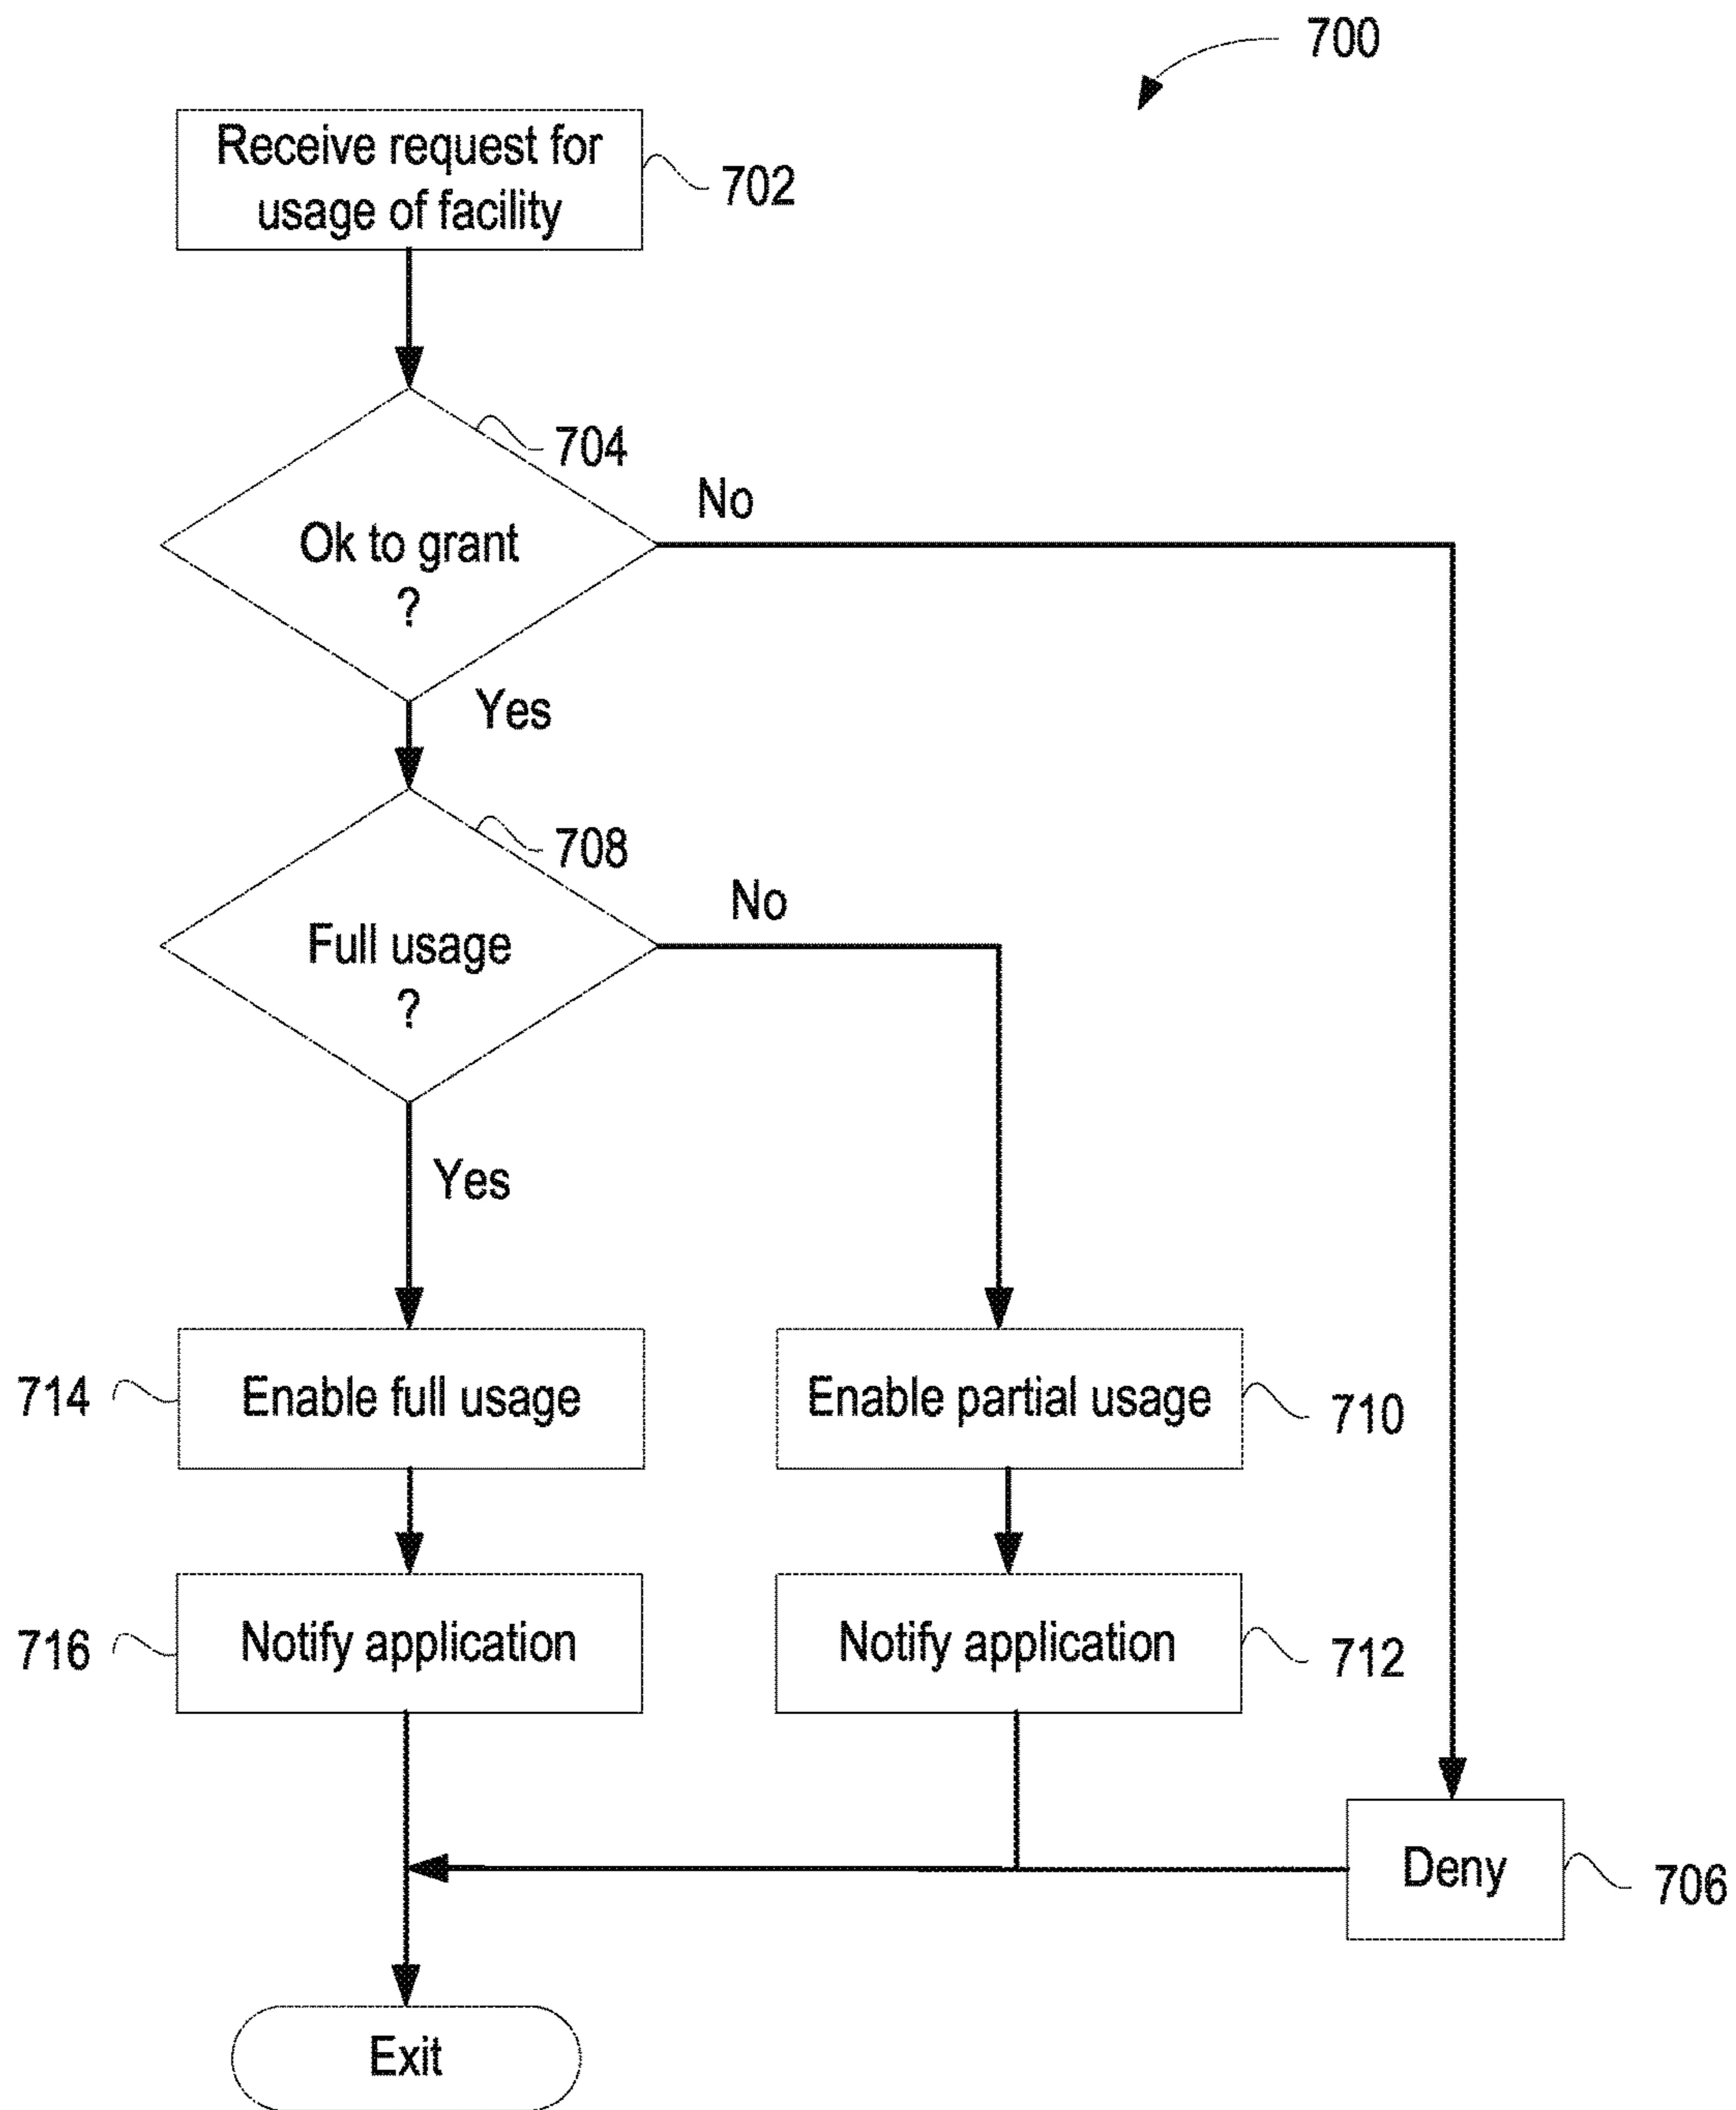 700
Receive request for
usage of facility
702
704
No
Ok to grant
?
Yes
708
No
Full usage
?
Yes
714
Enable full usage
Enable partial usage
710
716
Notify application
Notify application
712
Deny
706
Exit